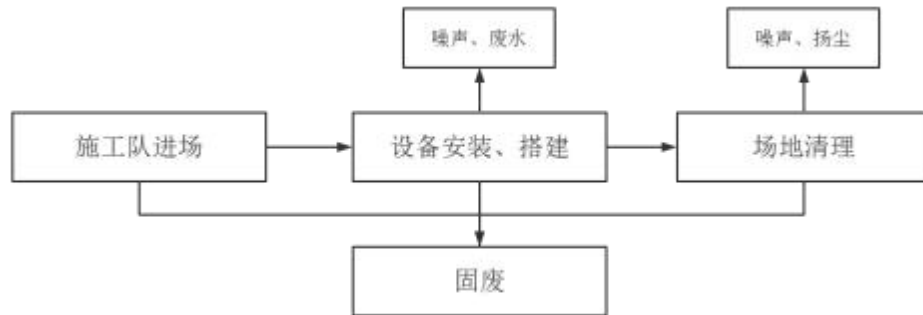 噪声、废水
噪声、扬尘
施工队进场
设备安装、搭建
场地清理
固废